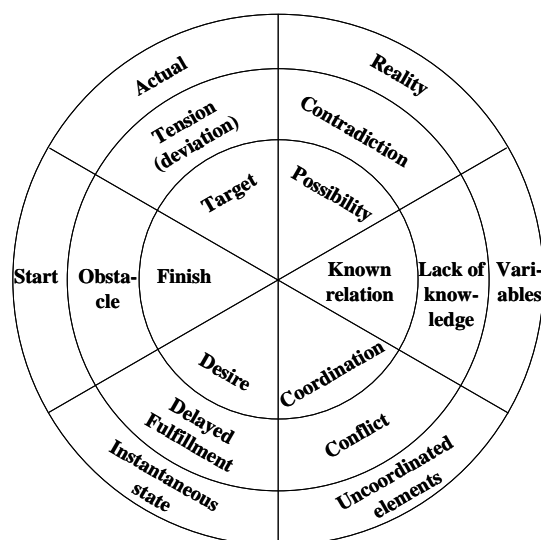 Actual
Reality
Tension
(deviation)
Contradiction
Target
Possibility
Start
Obsta-
cle
Finish
Known
relation
Lack of
know-
ledge
Vari-
ables
Desire
Coordination
Delayed
Fulfillment
Conflict
Instantaneous
state
Uncoordinated
elements